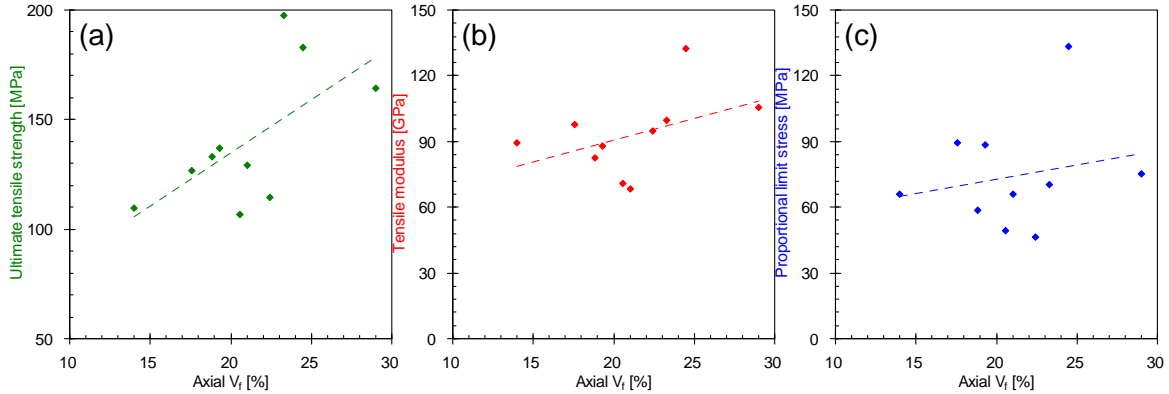 (a)
Ultimate tensile strength [MPa]
200
150
100
50
10 15 20 25 30
Axial Vf [%]
(b)
Tensile modulus [GPa]
150
120
90
60
30
0
10 15 20 25 30
Axial Vf [%]
(c)
Proportional limit stress [MPa]
150
120
90
60
30
0
10 15 20 25 30
Axial Vf [%]